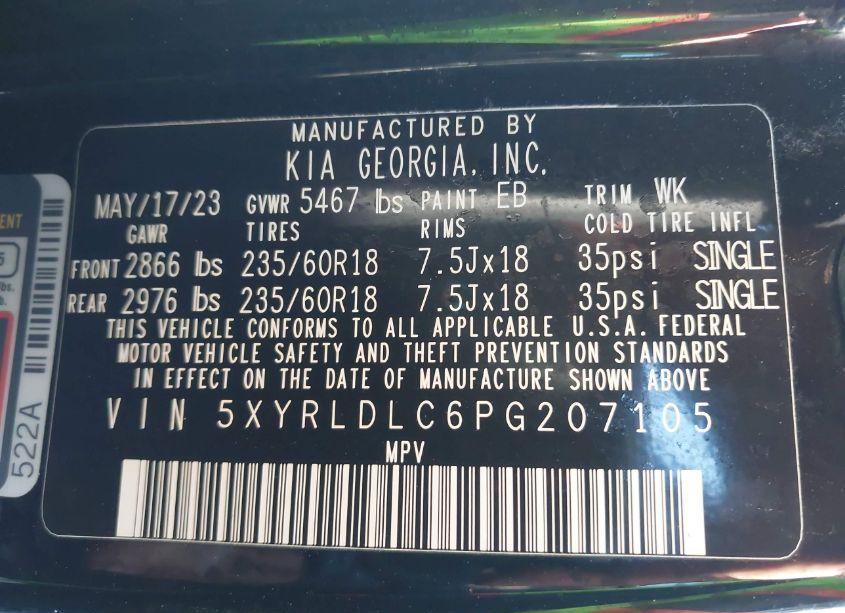 MANUFACTURED BY
KIA GEORGIA, INC.
MAY/17/23 GVWR 5467 lbs PAINT EB TRIM WK
GAWR TIRES RIMS COLD TIRE INFL
FRONT 2866 lbs 235/60R18 7.5Jx18 35psi SINGLE
REAR 2976 lbs 235/60R18 7.5Jx18 35psi SINGLE
THIS VEHICLE CONFORMS TO ALL APPLICABLE U.S.A. FEDERAL
MOTOR VEHICLE SAFETY AND THEFT PREVENTION STANDARDS
IN EFFECT ON THE DATE OF MANUFACTURE SHOWN ABOVE
VIN 5XYRLDLC6PG207105
MPV
522A